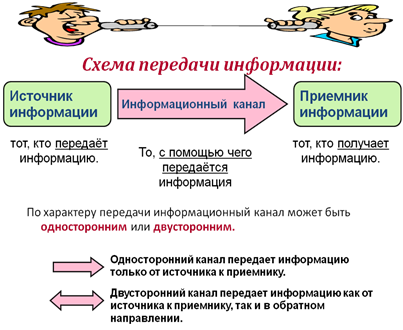 Схема передачи информации:
Источник информации
Информационный канал
Приемник информации
тот, кто передаёт информацию.
То, с помощью чего передаётся информация
тот, кто получает информацию.
По характеру передачи информационный канал может быть
односторонним или двусторонним.
Односторонний канал передает информацию
только от источника к приемнику.
Двусторонний канал передает информацию как от
источника к приемнику, так и в обратном
направлении.